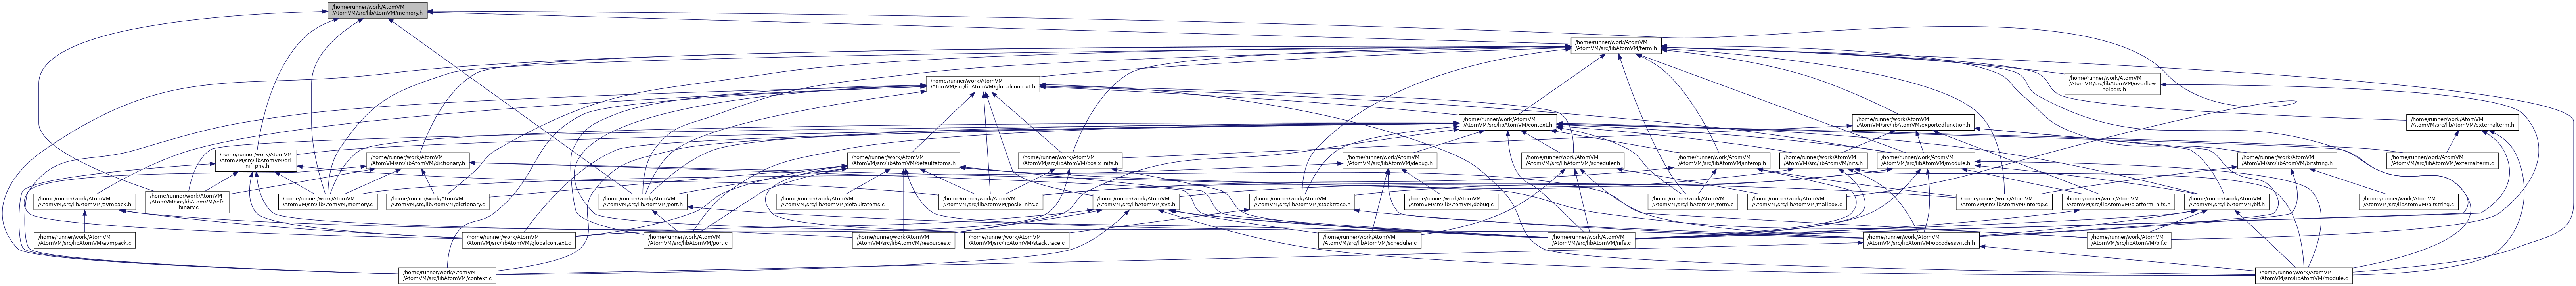 /home/runner/work/AtomVM
/AtomVM/src/libAtomVM/memory.h
/home/runner/work/AtomVM
/AtomVM/src/libAtomVM/term.h
/home/runner/work/AtomVM
/AtomVM/src/libAtomVM/globalcontext.h
/home/runner/work/AtomVM
/AtomVM/src/libAtomVM/overflow
_helpers.h
/home/runner/work/AtomVM
/AtomVM/src/libAtomVM/context.h
/home/runner/work/AtomVM
/AtomVM/src/libAtomVM/exportedfunction.h
/home/runner/work/AtomVM
/AtomVM/src/libAtomVM/externalterm.h
/home/runner/work/AtomVM
/AtomVM/src/libAtomVM/erl
_nif_priv.h
/home/runner/work/AtomVM
/AtomVM/src/libAtomVM/dictionary.h
/home/runner/work/AtomVM
/AtomVM/src/libAtomVM/defaultatoms.h
/home/runner/work/AtomVM
/AtomVM/src/libAtomVM/posix_nifs.h
/home/runner/work/AtomVM
/AtomVM/src/libAtomVM/debug.h
/home/runner/work/AtomVM
/AtomVM/src/libAtomVM/scheduler.h
/home/runner/work/AtomVM
/AtomVM/src/libAtomVM/interop.h
/home/runner/work/AtomVM
/AtomVM/src/libAtomVM/nifs.h
/home/runner/work/AtomVM
/AtomVM/src/libAtomVM/module.h
/home/runner/work/AtomVM
/AtomVM/src/libAtomVM/bitstring.h
/home/runner/work/AtomVM
/AtomVM/src/libAtomVM/externalterm.c
/home/runner/work/AtomVM
/AtomVM/src/libAtomVM/avmpack.h
/home/runner/work/AtomVM
/AtomVM/src/libAtomVM/refc
_binary.c
/home/runner/work/AtomVM
/AtomVM/src/libAtomVM/memory.c
/home/runner/work/AtomVM
/AtomVM/src/libAtomVM/dictionary.c
/home/runner/work/AtomVM
/AtomVM/src/libAtomVM/port.h
/home/runner/work/AtomVM
/AtomVM/src/libAtomVM/defaultatoms.c
/home/runner/work/AtomVM
/AtomVM/src/libAtomVM/posix_nifs.c
/home/runner/work/AtomVM
/AtomVM/src/libAtomVM/sys.h
/home/runner/work/AtomVM
/AtomVM/src/libAtomVM/stacktrace.h
/home/runner/work/AtomVM
/AtomVM/src/libAtomVM/debug.c
/home/runner/work/AtomVM
/AtomVM/src/libAtomVM/term.c
/home/runner/work/AtomVM
/AtomVM/src/libAtomVM/mailbox.c
/home/runner/work/AtomVM
/AtomVM/src/libAtomVM/interop.c
/home/runner/work/AtomVM
/AtomVM/src/libAtomVM/platform_nifs.h
/home/runner/work/AtomVM
/AtomVM/src/libAtomVM/bif.h
/home/runner/work/AtomVM
/AtomVM/src/libAtomVM/bitstring.c
/home/runner/work/AtomVM
/AtomVM/src/libAtomVM/avmpack.c
/home/runner/work/AtomVM
/AtomVM/src/libAtomVM/globalcontext.c
/home/runner/work/AtomVM
/AtomVM/src/libAtomVM/port.c
/home/runner/work/AtomVM
/AtomVM/src/libAtomVM/resources.c
/home/runner/work/AtomVM
/AtomVM/src/libAtomVM/stacktrace.c
/home/runner/work/AtomVM
/AtomVM/src/libAtomVM/scheduler.c
/home/runner/work/AtomVM
/AtomVM/src/libAtomVM/nifs.c
/home/runner/work/AtomVM
/AtomVM/src/libAtomVM/opcodesswitch.h
/home/runner/work/AtomVM
/AtomVM/src/libAtomVM/bif.c
/home/runner/work/AtomVM
/AtomVM/src/libAtomVM/context.c
/home/runner/work/AtomVM
/AtomVM/src/libAtomVM/module.c